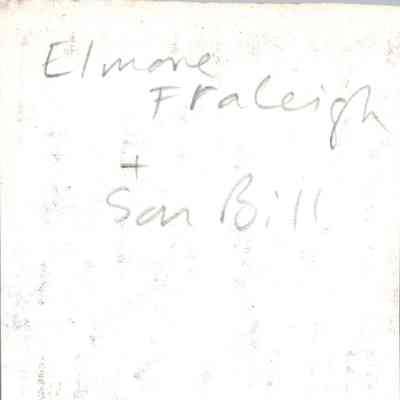 Elmore
Fraleigh
+
Son Bill